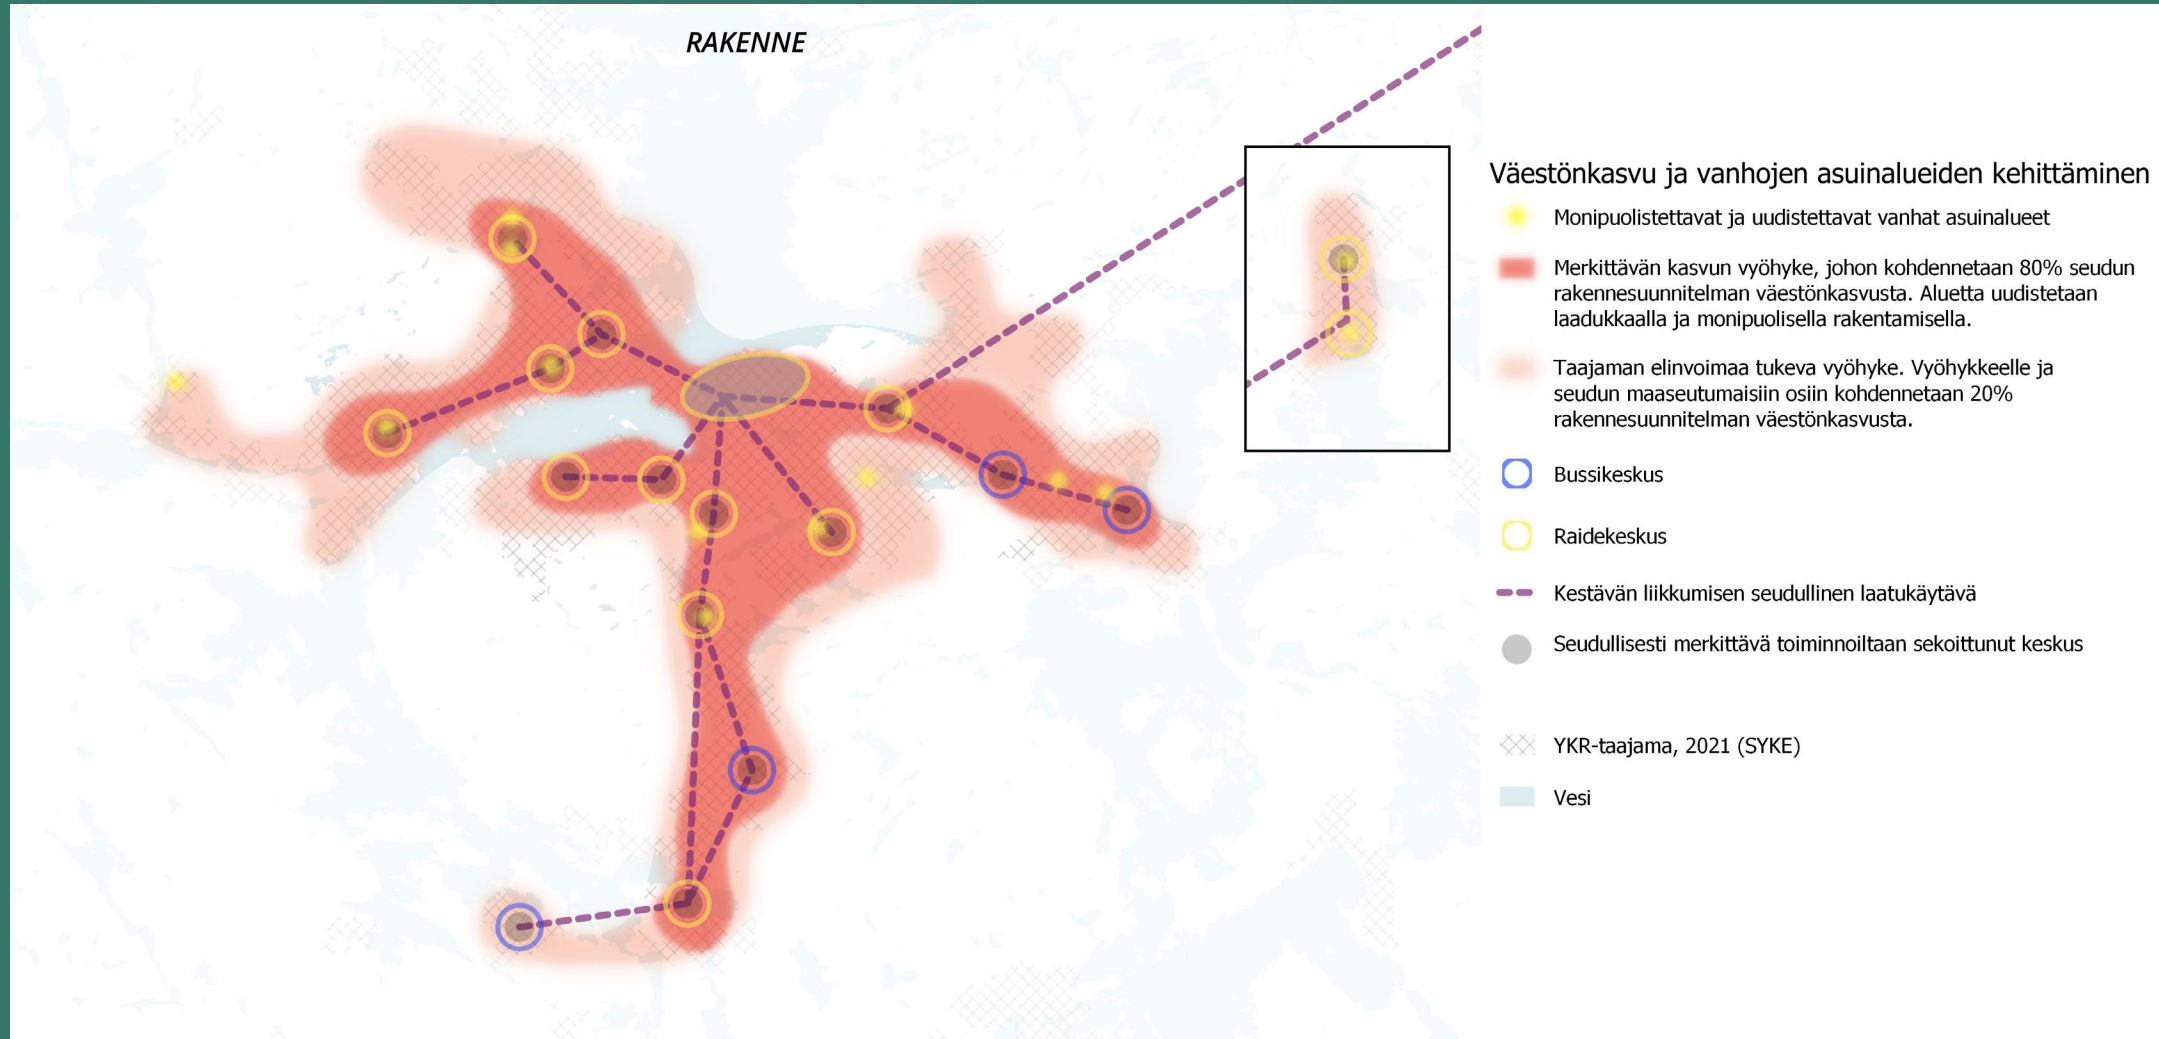 RAKENNE
Väestönkasvu ja vanhojen asuinalueiden kehittäminen
Monipuolistettavat ja uudistettavat vanhat asuinalueet
Merkittävän kasvun vyöhyke, johon kohdennetaan 80% seudun
rakennesuunnitelman väestönkasvusta. Aluetta uudistetaan
laadukkaalla ja monipuolisella rakentamisella.
Taajaman elinvoimaa tukeva vyöhyke. Vyöhykkeelle ja
seudun maaseutumaisiin osiin kohdennetaan 20%
rakennesuunnitelman väestönkasvusta.
Bussikeskus
Raidekeskus
Kestävän liikkumisen seudullinen laatukäytävä
Seudullisesti merkittävä toiminnoiltaan sekoittunut keskus
YKR-taajama, 2021 (SYKE)
Vesi